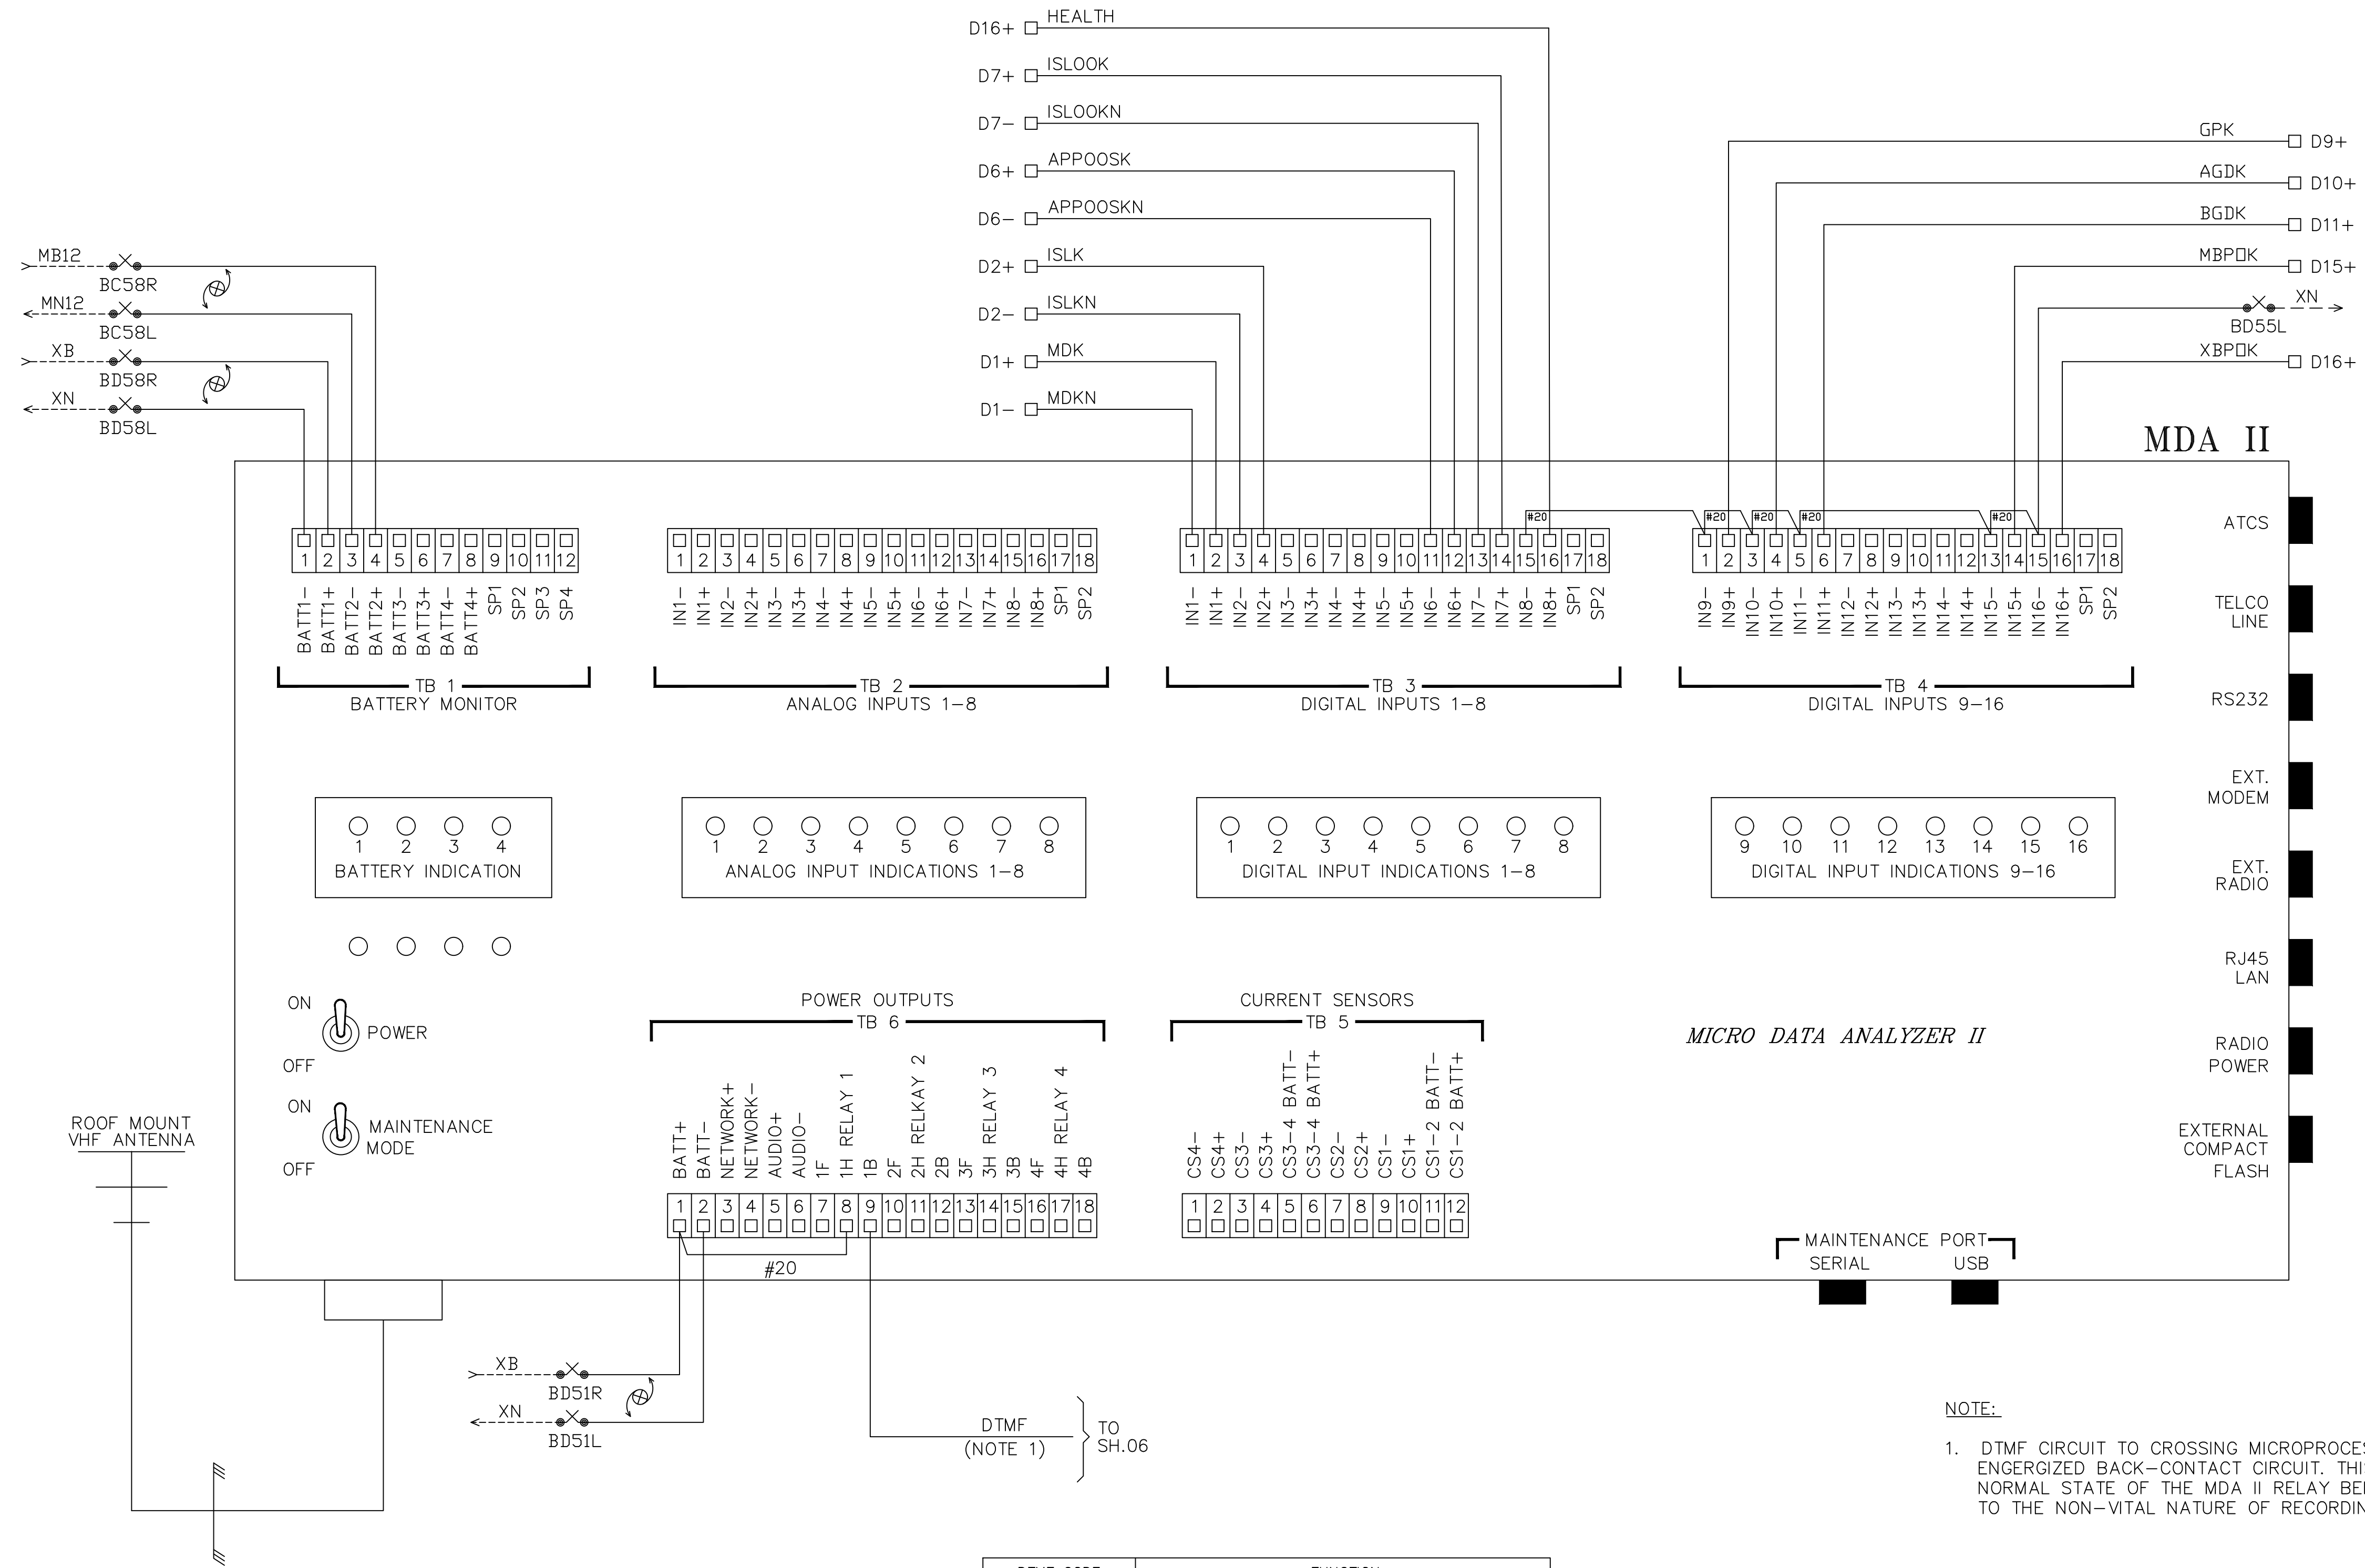 HEALTH
D16+
ISLOOK
D7+
ISLOOKN
D7-
APPOOSK
D6+
APPOOSKN
D6-
ISLK
D2+
ISLKN
D2-
MDK
D1+
MDKN
D1-
GPK
D9+
AGDK
D10+
BGDK
D11+
MBPOK
D15+
XN
BD55L
XBPOK
D16+
MB12
BC58R
MN12
BC58L
XB
BD58R
XN
BD58L
MDA II
1 2 3 4 5 6 7 8 9 10 11 12
BATT1- BATT1+ BATT2- BATT2+ BATT3- BATT3+ BATT4- BATT4+ SP1 SP2 SP3 SP4
TB 1
BATTERY MONITOR
1 2 3 4 5 6 7 8 9 10 11 12 13 14 15 16 17 18
IN1- IN1+ IN2- IN2+ IN3- IN3+ IN4- IN4+ IN5- IN5+ IN6- IN6+ IN7- IN7+ IN8- IN8+ SP1 SP2
TB 2
ANALOG INPUTS 1-8
#20
1 2 3 4 5 6 7 8 9 10 11 12 13 14 15 16 17 18
IN1- IN1+ IN2- IN2+ IN3- IN3+ IN4- IN4+ IN5- IN5+ IN6- IN6+ IN7- IN7+ IN8- IN8+ SP1 SP2
TB 3
DIGITAL INPUTS 1-8
#20 #20 #20 #20
1 2 3 4 5 6 7 8 9 10 11 12 13 14 15 16 17 18
IN9- IN9+ IN10- IN10+ IN11- IN11+ IN12- IN12+ IN13- IN13+ IN14- IN14+ IN15- IN15+ IN16- IN16+ SP1 SP2
TB 4
DIGITAL INPUTS 9-16
ATCS
TELCO
LINE
RS232
EXT.
MODEM
EXT.
RADIO
RJ45
LAN
RADIO
POWER
EXTERNAL
COMPACT
FLASH
1 2 3 4
BATTERY INDICATION
1 2 3 4 5 6 7 8
ANALOG INPUT INDICATIONS 1-8
1 2 3 4 5 6 7 8
DIGITAL INPUT INDICATIONS 1-8
9 10 11 12 13 14 15 16
DIGITAL INPUT INDICATIONS 9-16
ON
POWER
OFF
ON
MAINTENANCE
MODE
OFF
ROOF MOUNT
VHF ANTENNA
POWER OUTPUTS
TB 6
BATT+ BATT- NETWORK+ NETWORK- AUDIO+ AUDIO- 1F 1H RELAY 1 1B 2F 2H RELKAY 2 2B 3F 3H RELAY 3 3B 4F 4H RELAY 4 4B
1 2 3 4 5 6 7 8 9 10 11 12 13 14 15 16 17 18
#20
CURRENT SENSORS
TB 5
CS4- CS4+ CS3- CS3+ CS3-4 BATT- CS3-4 BATT+ CS2- CS2+ CS1- CS1+ CS1-2 BATT- CS1-2 BATT+
1 2 3 4 5 6 7 8 9 10 11 12
MICRO DATA ANALYZER II
MAINTENANCE PORT
SERIAL USB
XB
BD51R
XN
BD51L
DTMF
(NOTE 1)
TO
SH.06
NOTE:
1. DTMF CIRCUIT TO CROSSING MICROPROCES
ENGERGIZED BACK-CONTACT CIRCUIT. THI
NORMAL STATE OF THE MDA II RELAY BE
TO THE NON-VITAL NATURE OF RECORDIN